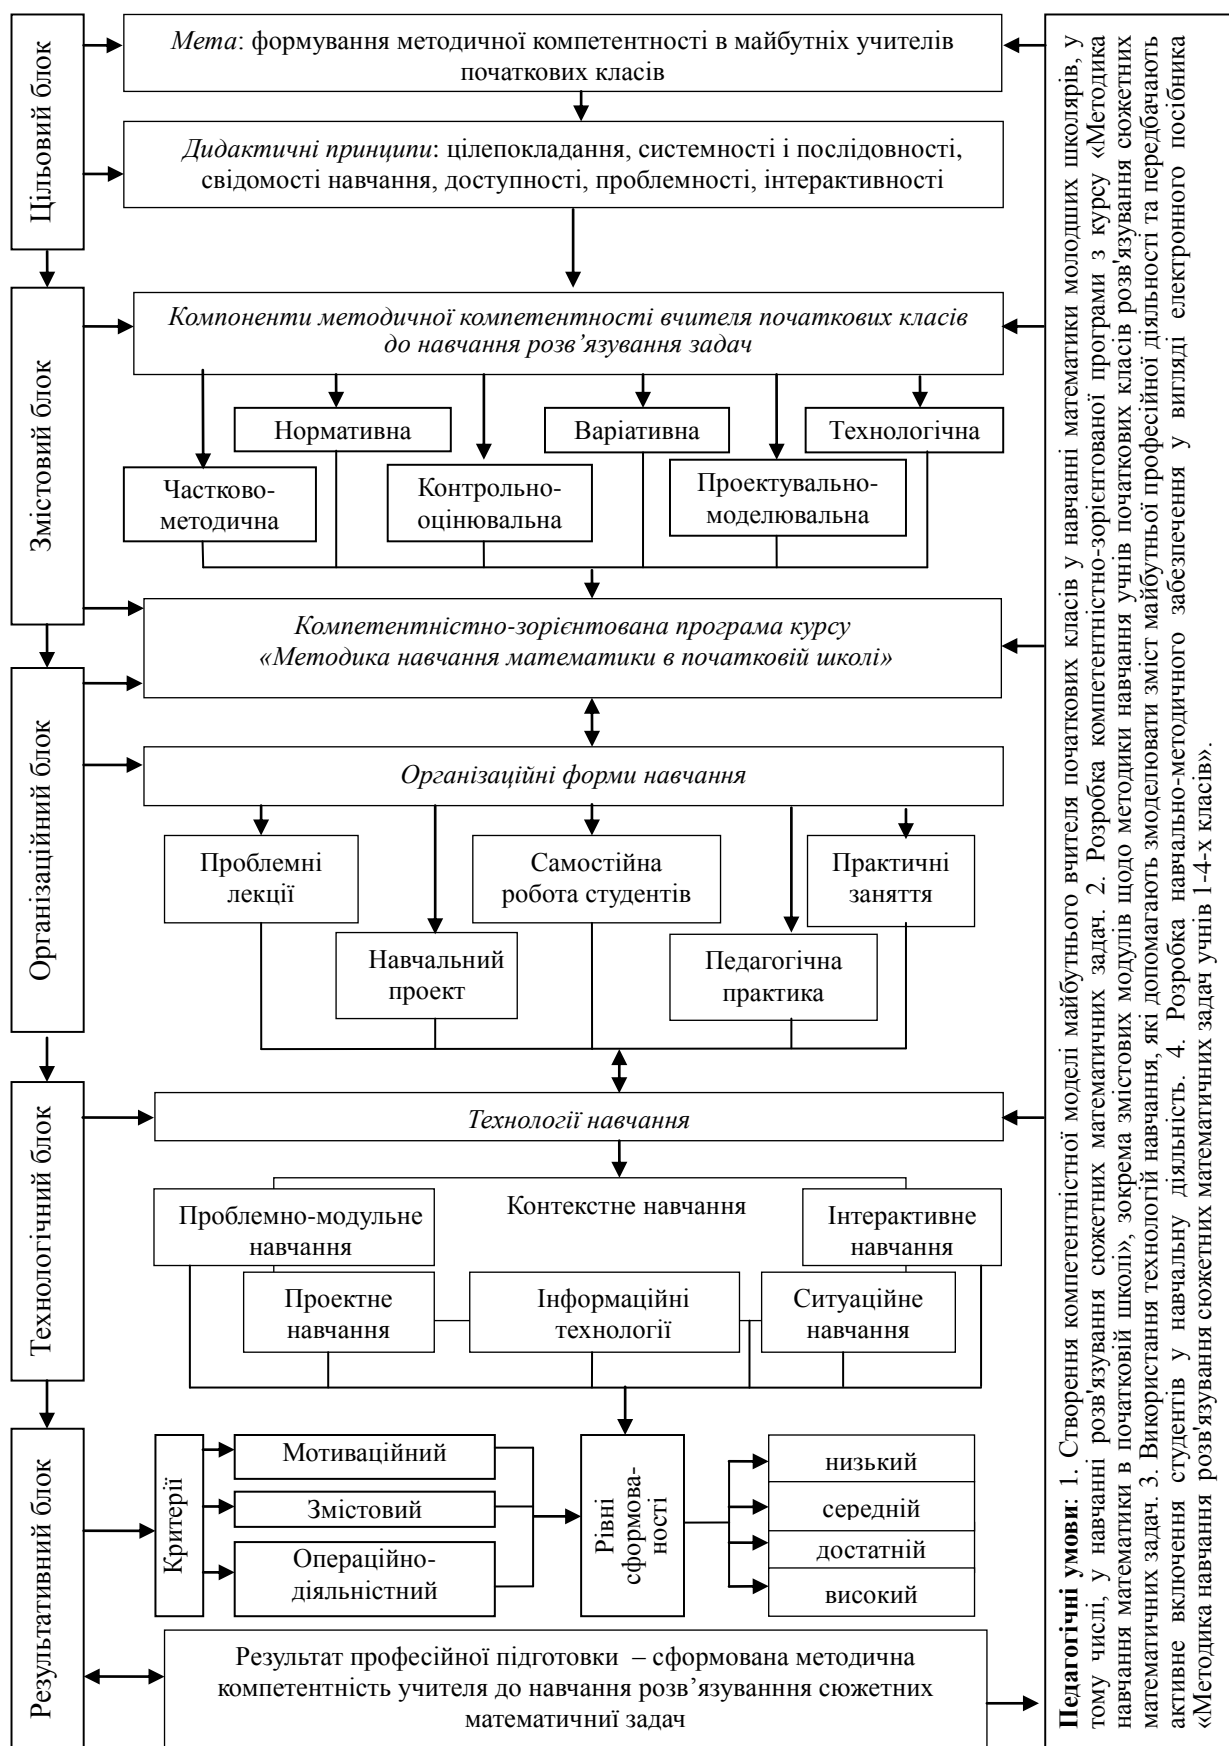 Цільовий блок
Мета: формування методичної компетентності в майбутніх учителів
початкових класів
Дидактичні принципи: цілепокладання, системності і послідовності,
свідомості навчання, доступності, проблемності, інтерактивності
Змістовий блок
Компоненти методичної компетентності вчителя початкових класів
до навчання розв’язування задач
Нормативна
Варіативна
Технологічна
Частково-
методична
Контрольно-
оцінювальна
Проектувально-
моделювальна
Компетентністно-зорієнтована програма курсу
«Методика навчання математики в початковій школі»
Організаційний блок
Організаційні форми навчання
Проблемні
лекції
Самостійна
робота студентів
Практичні
заняття
Навчальний
проект
Педагогічна
практика
Технологічний блок
Технології навчання
Контекстне навчання
Проблемно-модульне
навчання
Інтерактивне
навчання
Проектне
навчання
Інформаційні
технології
Ситуаційне
навчання
Результативний блок
Критерії
Мотиваційний
Змістовий
Операційно-
діяльністний
Рівні
сформова-
ності
низький
середній
достатній
високий
Результат професійної підготовки – сформована методична
компетентність учителя до навчання розв’язуванння сюжетних
математичниї задач
Педагогічні умови: 1. Створення компетентністної моделі майбутнього вчителя початкових класів у навчанні математики молодших школярів, у
тому числі, у навчанні розв'язування сюжетних математичних задач. 2. Розробка компетентністно-зорієнтованої програми з курсу «Методика
навчання математики в початковій школі», зокрема змістових модулів щодо методики навчання учнів початкових класів розв'язування сюжетних
математичних задач. 3. Використання технологій навчання, які допомагають змоделювати зміст майбутньої професійної діяльності та передбачають
активне включення студентів у навчальну діяльність. 4. Розробка навчально-методичного забезпечення у вигляді електронного посібника
«Методика навчання розв'язування сюжетних математичних задач учнів 1-4-х класів».